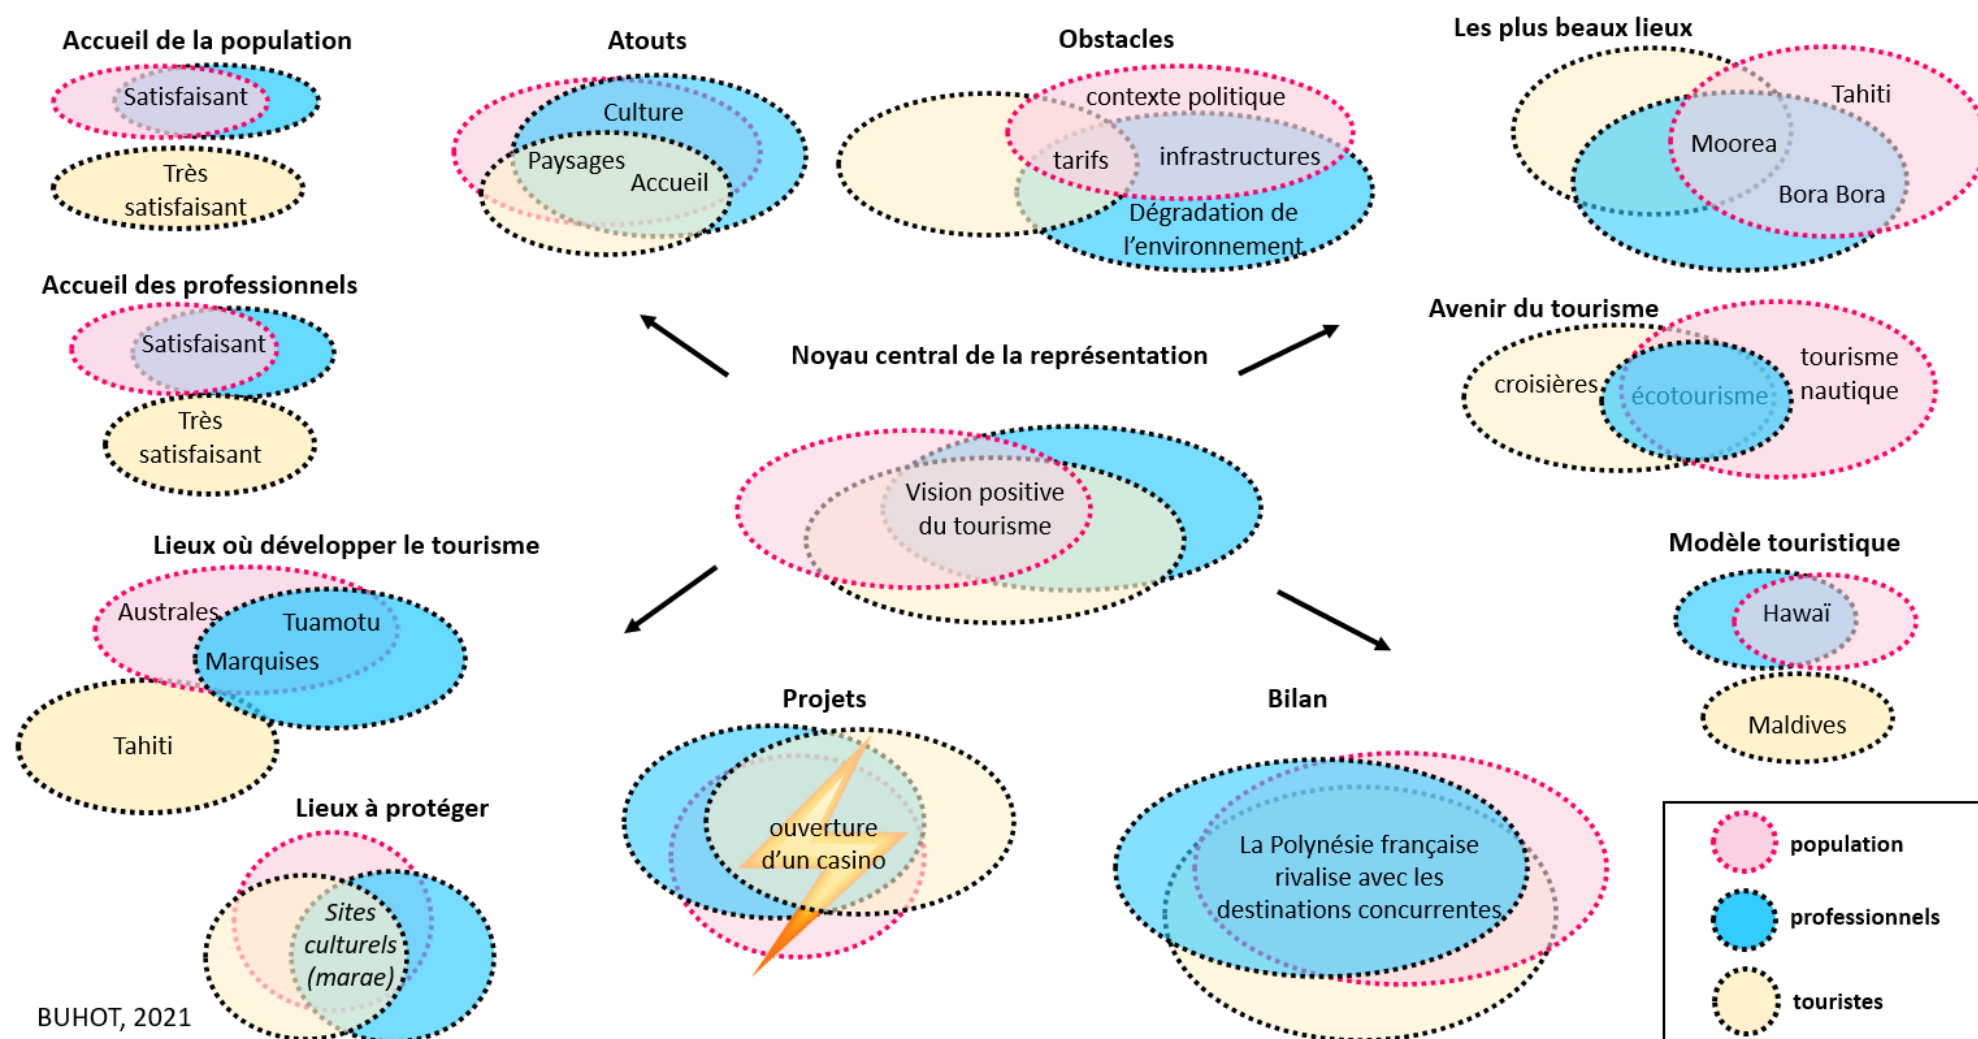 Accueil de la population
Satisfaisant
Très
satisfaisant
Atouts
Culture
Paysages
Accueil
Obstacles
contexte politique
tarifs
infrastructures
Dégradation de
l'environnement
Les plus beaux lieux
Tahiti
Moorea
Bora Bora
Accueil des professionnels
Satisfaisant
Très
satisfaisant
Noyau central de la représentation
Vision positive
du tourisme
Avenir du tourisme
croisières
écotourisme
tourisme
nautique
Lieux où développer le tourisme
Australes
Tuamotu
Marquises
Tahiti
Modèle touristique
Hawaï
Maldives
Lieux à protéger
Sites
culturels
(marae)
Projets
ouverture
d'un casino
Bilan
La Polynésie française
rivalise avec les
destinations concurrentes
population
professionnels
touristes
BUHOT, 2021